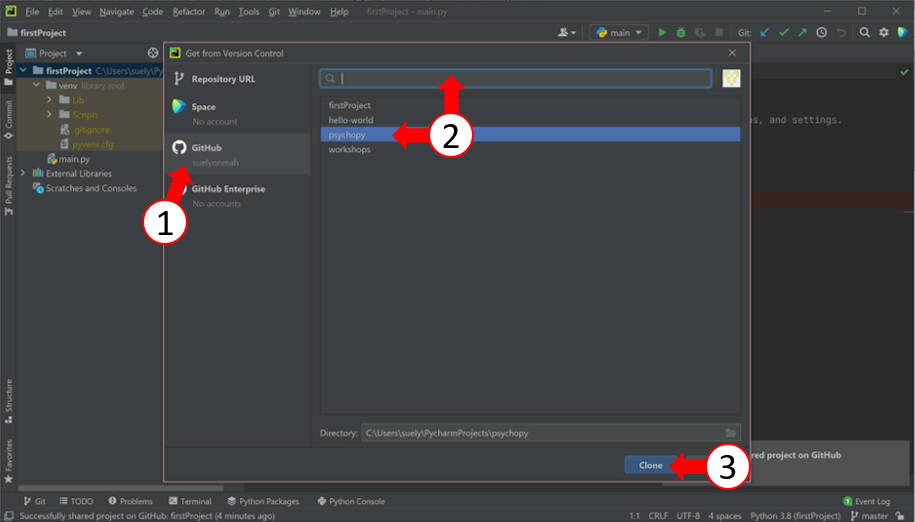 File Edit View Navigate Code Refactor Run Tools Git Window Help firstProject - main.py
firstProject
main
Git:
Project
Project
firstProject C:\Users\suely\Py
venv library root
Lib
Scripts
.gitignore
pyvenv.cfg
main.py
External Libraries
Scratches and Consoles
Commit
Pull Requests
Structure
Favorites
Get from Version Control
Repository URL
Space
No account
GitHub
suelynnmah
GitHub Enterprise
No accounts
1
2
firstProject
hello-world
psychopy
workshops
s, and settings.
Directory: C:\Users\suely\PycharmProjects\psychopy
Clone
3
red project on GitHub
Git TODO Problems Terminal Python Packages Python Console
1 Event Log
Successfully shared project on GitHub: firstProject (4 minutes ago)
1:1 CRLF UTF-8 4 spaces Python 3.8 (firstProject) master